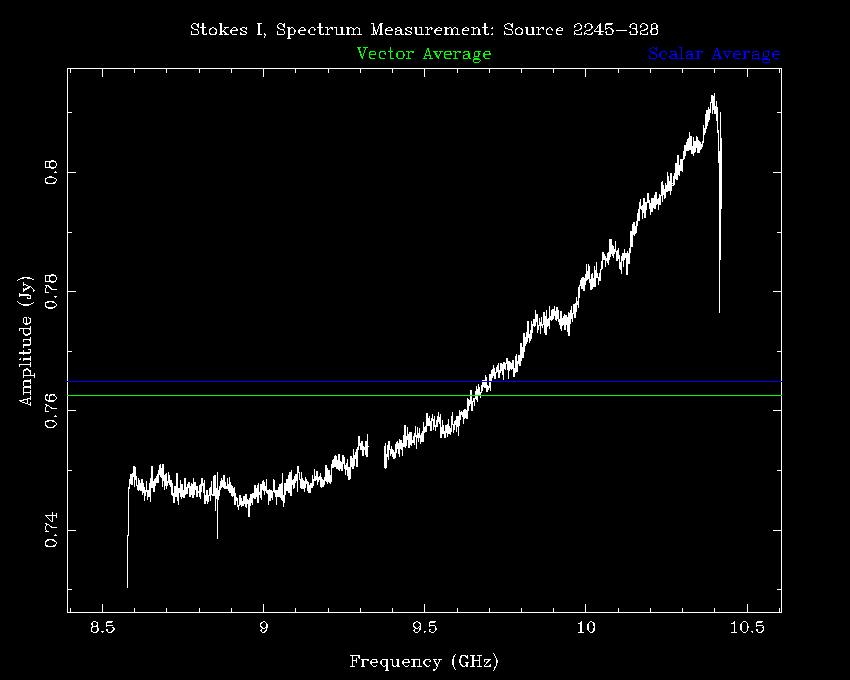 Stokes I, Spectrum Measurement: Source 2245−328
Vector Average Scalar Average
Amplitude (Jy)
0.8
0.78
0.76
0.74
8.5 9 9.5 10 10.5
Frequency (GHz)